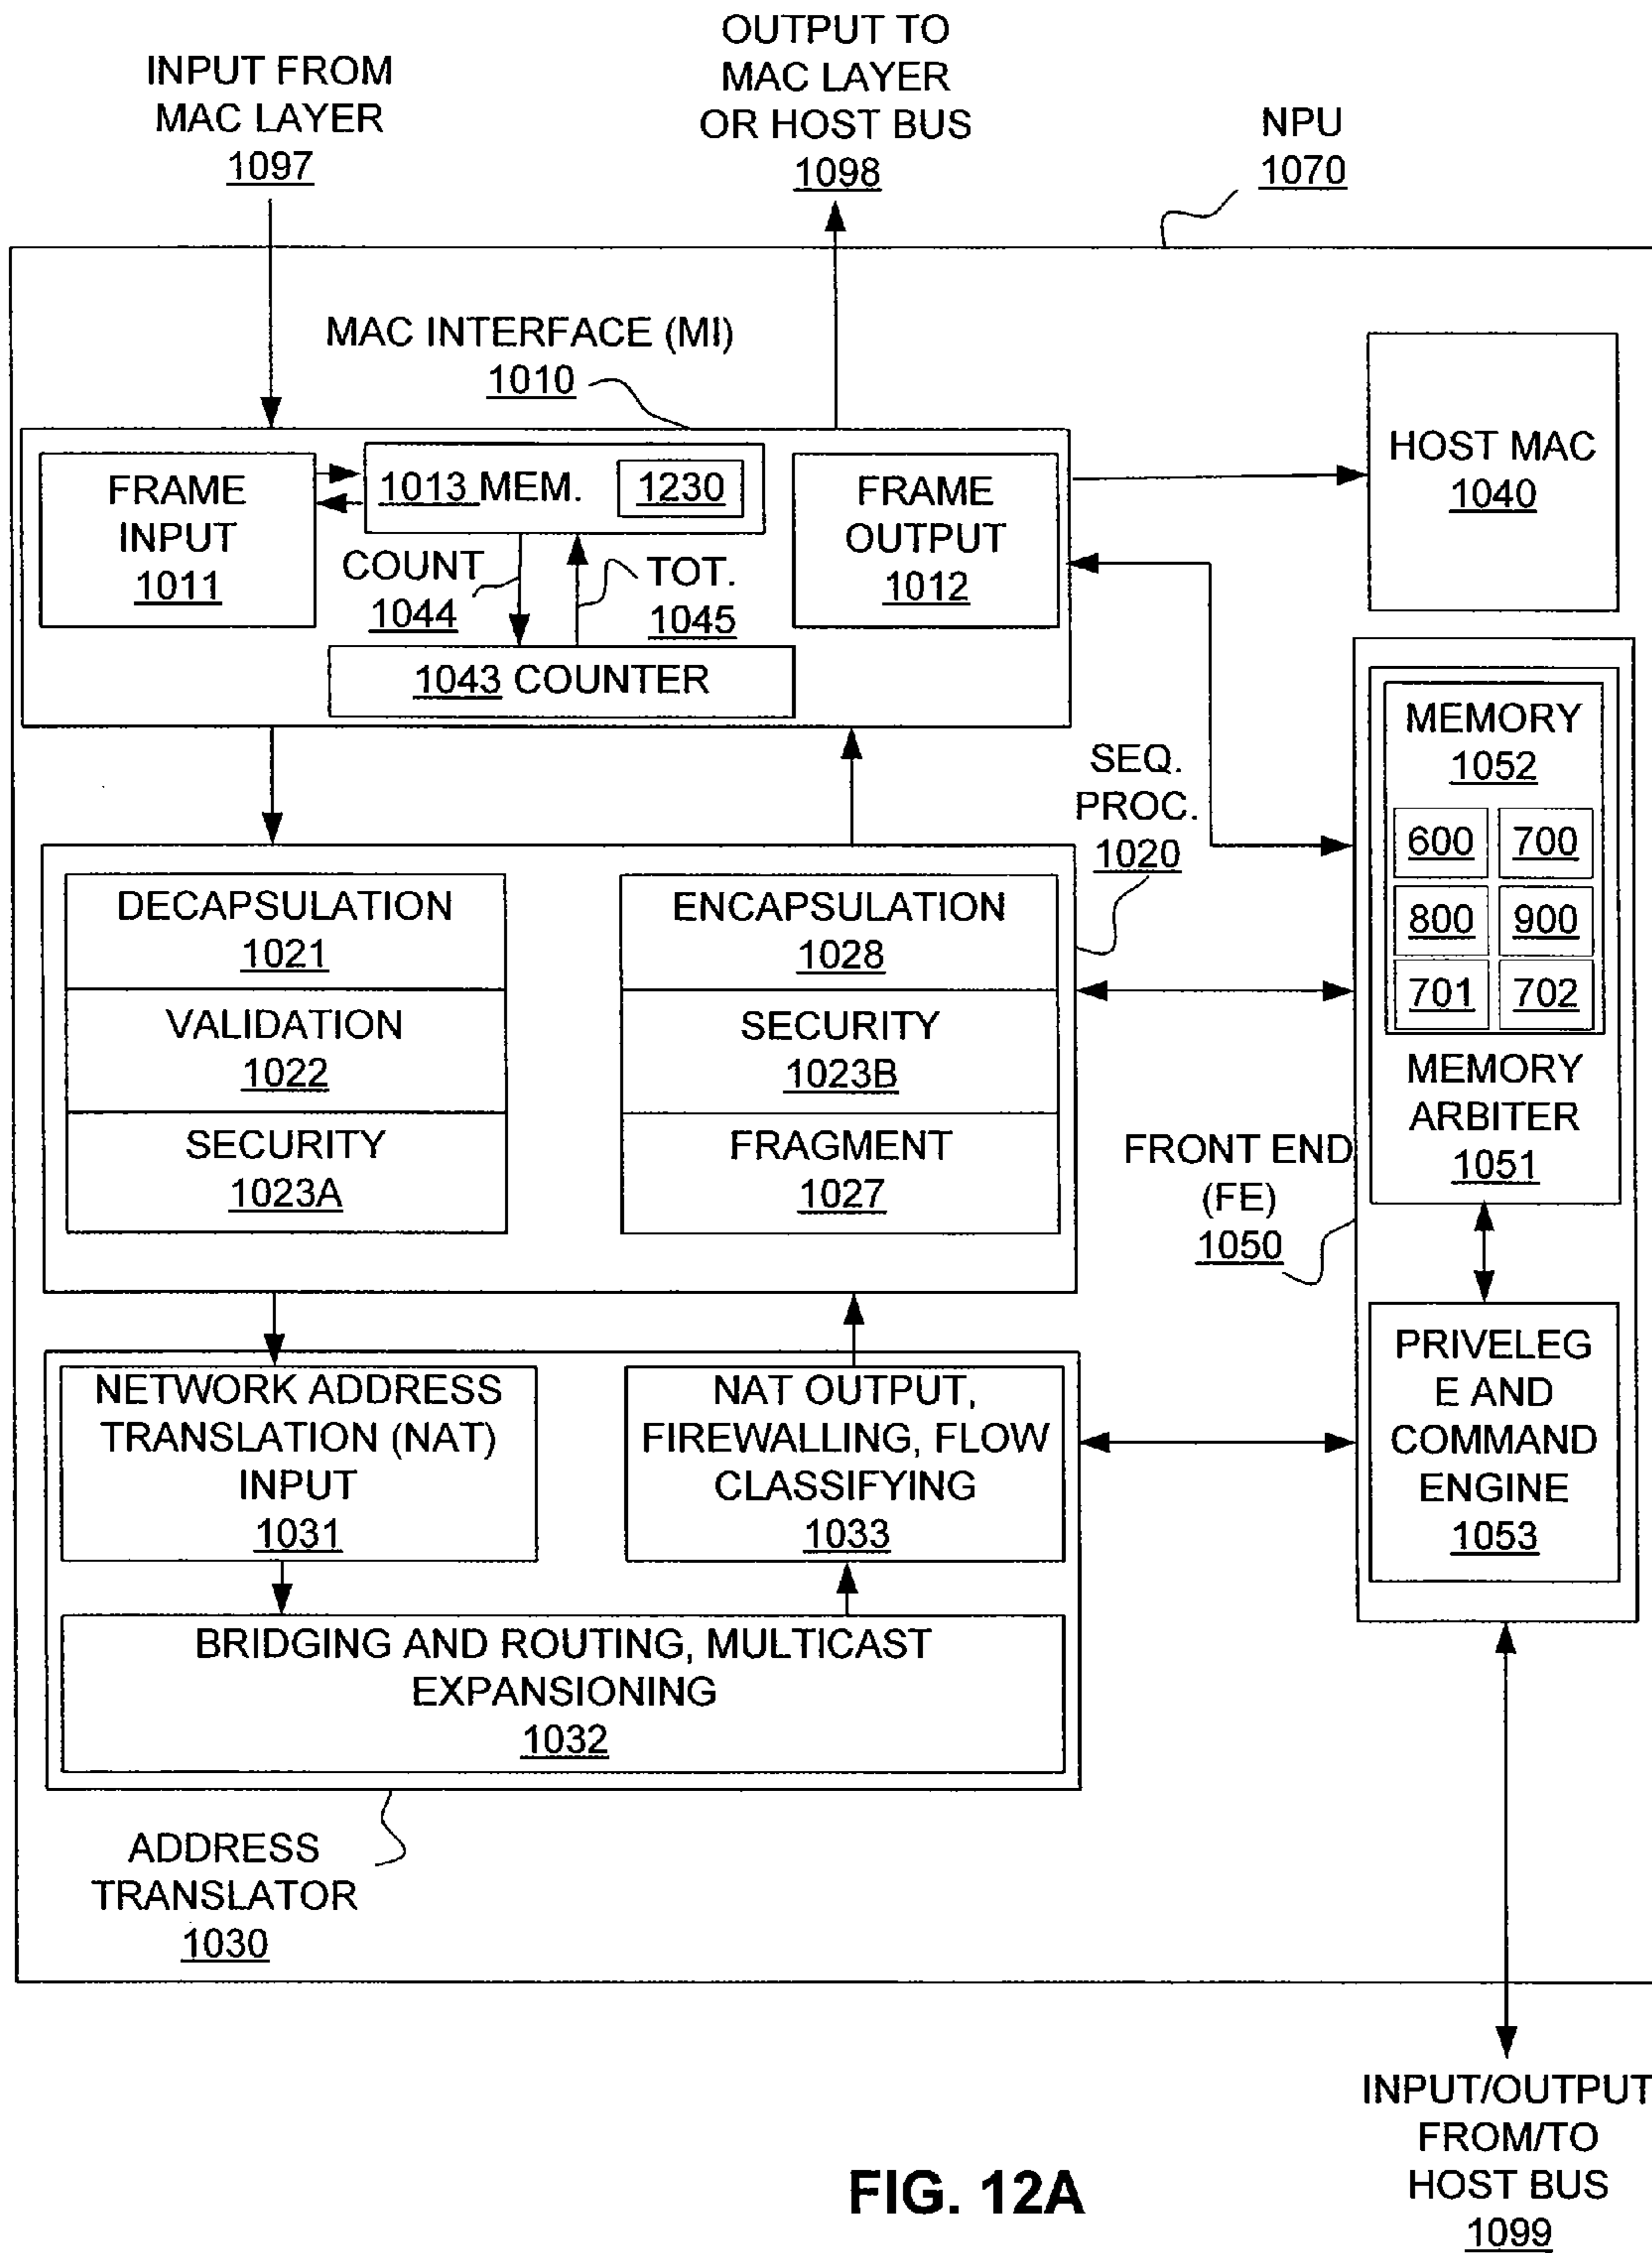 INPUT FROM
MAC LAYER
1097
OUTPUT TO
MAC LAYER
OR HOST BUS
1098
NPU
1070
MAC INTERFACE (MI)
1010
FRAME
INPUT
1011
1013 MEM.
1230
COUNT
1044
TOT.
1045
1043 COUNTER
FRAME
OUTPUT
1012
HOST MAC
1040
SEQ.
PROC.
1020
DECAPSULATION
1021
VALIDATION
1022
SECURITY
1023A
ENCAPSULATION
1028
SECURITY
1023B
FRAGMENT
1027
MEMORY
1052
600 700
800 900
701 702
MEMORY
ARBITER
1051
FRONT END
(FE)
1050
PRIVELEG
E AND
COMMAND
ENGINE
1053
NETWORK ADDRESS
TRANSLATION (NAT)
INPUT
1031
NAT OUTPUT,
FIREWALLING, FLOW
CLASSIFYING
1033
BRIDGING AND ROUTING, MULTICAST
EXPANSIONING
1032
ADDRESS
TRANSLATOR
1030
INPUT/OUTPUT
FROM/TO
HOST BUS
1099
FIG. 12A